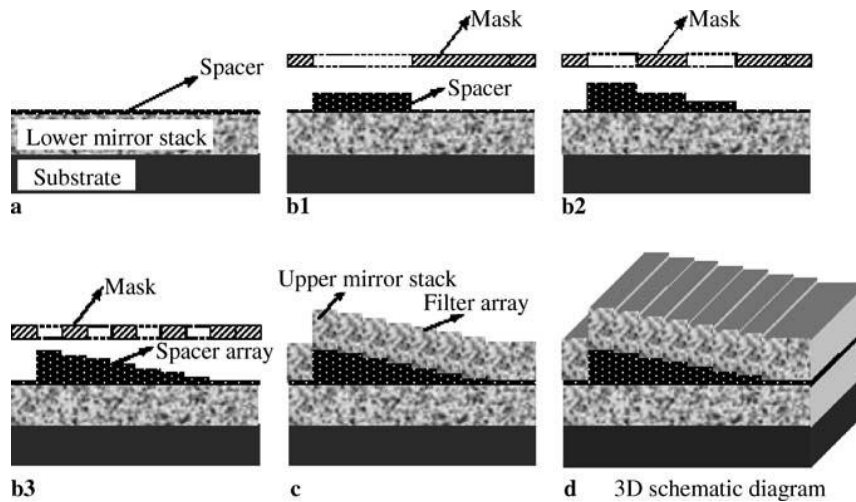 Spacer
Lower mirror stack
Substrate
a
Mask
Spacer
b1
Mask
b2
Mask
Spacer array
b3
Upper mirror stack
Filter array
c
d 3D schematic diagram